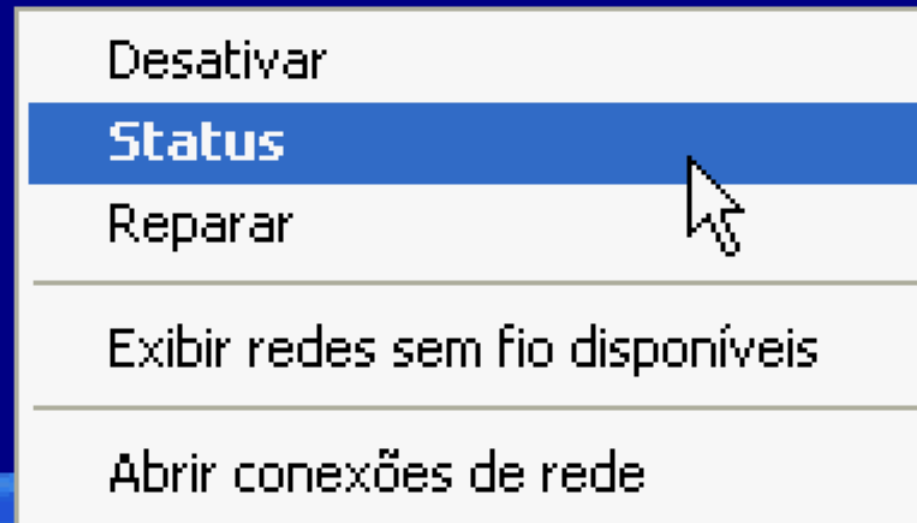 Desativar
Status
Reparar
Exibir redes sem fio disponíveis
Abrir conexões de rede